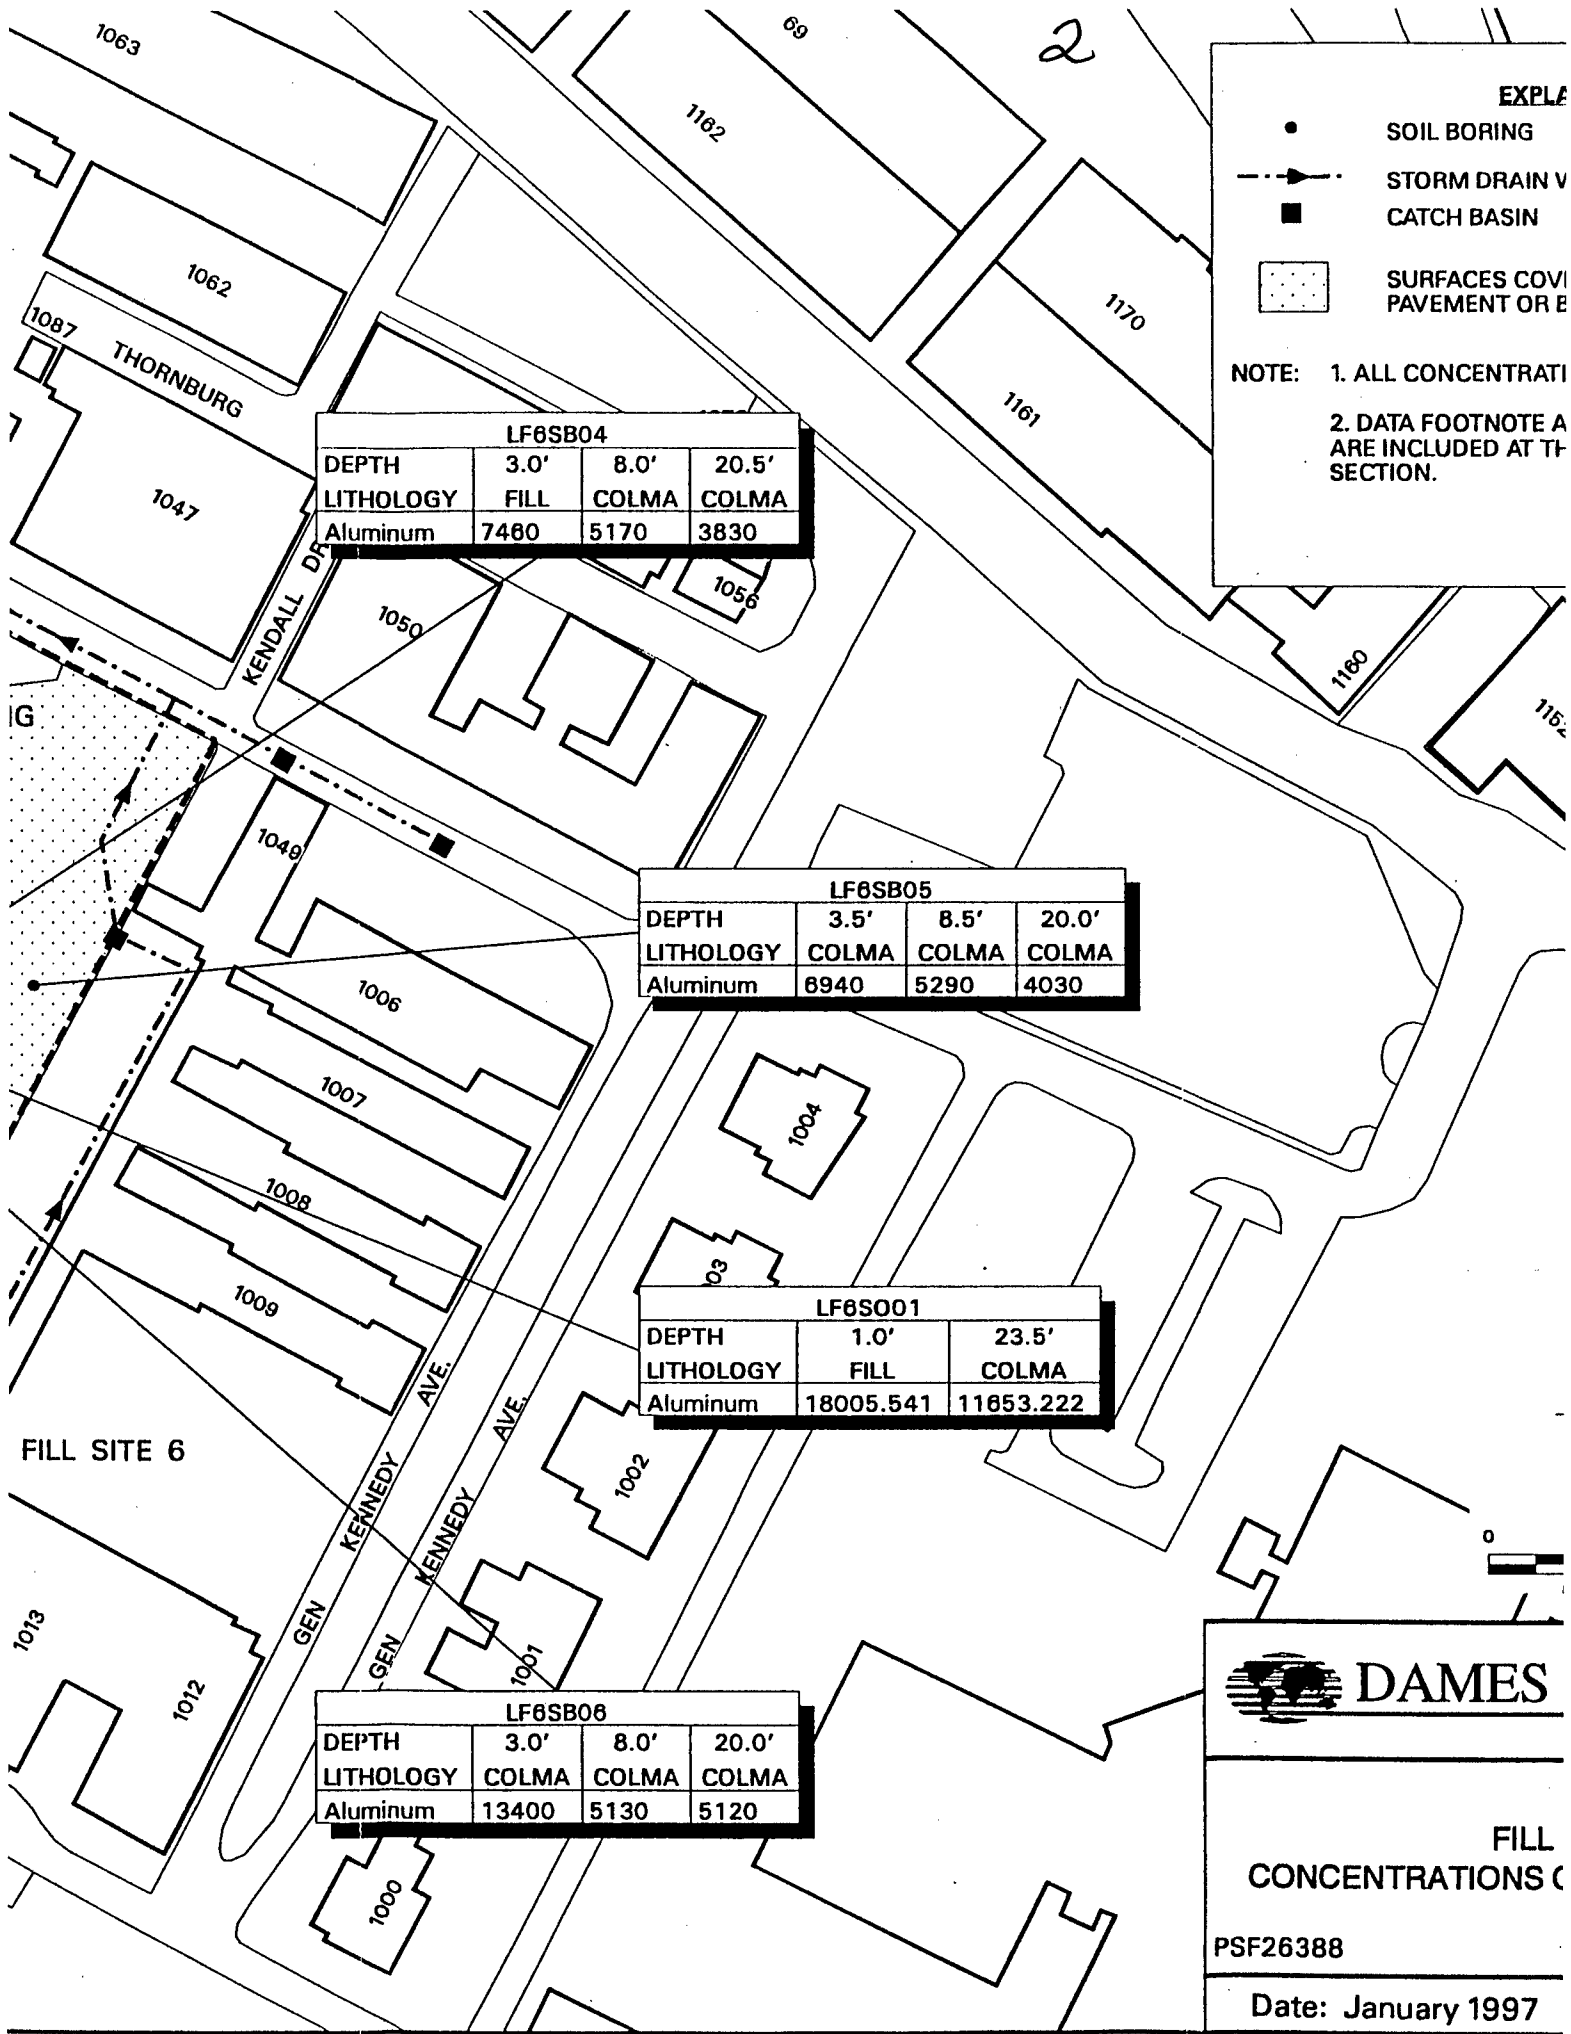 2
1063
69
1162
EXPLA
SOIL BORING
STORM DRAIN
CATCH BASIN
SURFACES COV
PAVEMENT OR
NOTE: 1. ALL CONCENTRATI
2. DATA FOOTNOTE A
ARE INCLUDED AT TH
SECTION.
1062
1087
THORNBURG
1170
1161
1047
LF6SB04
DEPTH 3.0' 8.0' 20.5'
LITHOLOGY FILL COLMA COLMA
Aluminum 7460 5170 3830
KENDALL DR
1050
1056
1160
1152
G
1049
LF6SB05
DEPTH 3.5' 8.5' 20.0'
LITHOLOGY COLMA COLMA COLMA
Aluminum 6940 5290 4030
1006
1007
1004
1008
1009
003
LF6SO01
DEPTH 1.0' 23.5'
LITHOLOGY FILL COLMA
Aluminum 18005.541 11653.222
FILL SITE 6
GEN KENNEDY AVE.
GEN KENNEDY AVE.
1002
1001
1013
1012
0
LF6SB06
DEPTH 3.0' 8.0' 20.0'
LITHOLOGY COLMA COLMA COLMA
Aluminum 13400 5130 5120
1000
DAMES
FILL
CONCENTRATIONS
PSF26388
Date: January 1997